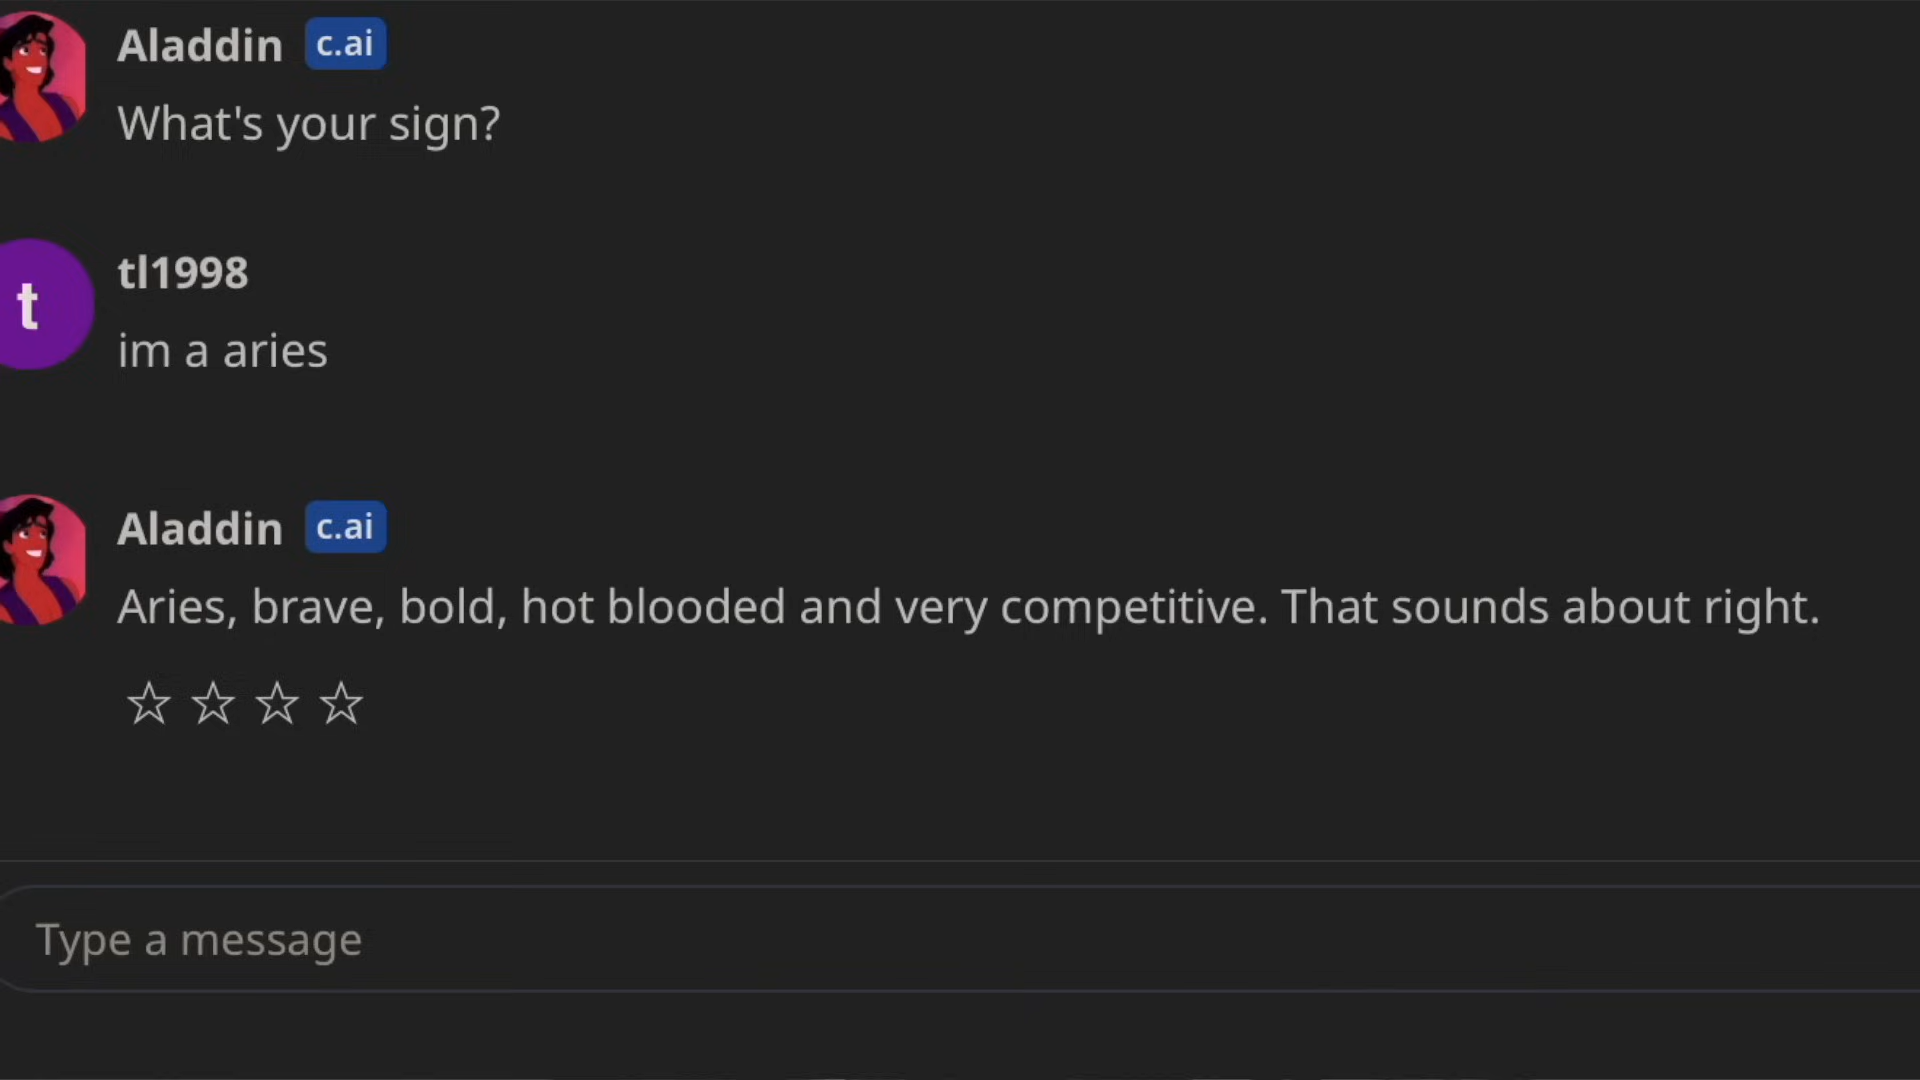 Aladdin c.ai
What's your sign?
t
tl1998
im a aries
Aladdin c.ai
Aries, brave, bold, hot blooded and very competitive. That sounds about right.
Type a message